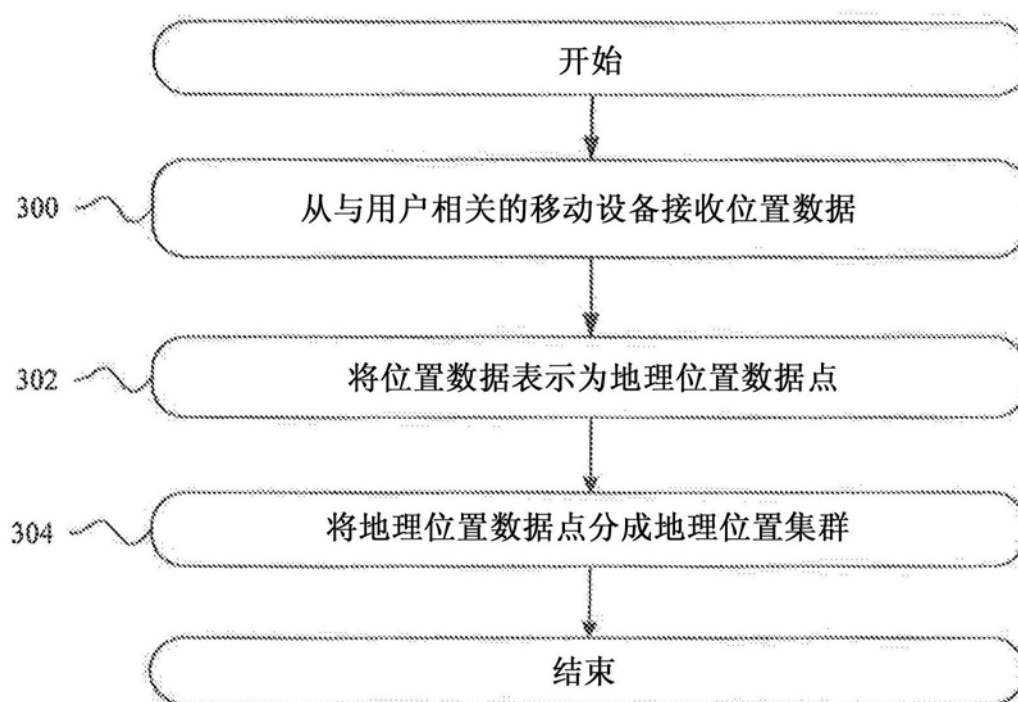 开始
300 从与用户相关的移动设备接收位置数据
302 将位置数据表示为地理位置数据点
304 将地理位置数据点分成地理位置集群
结束